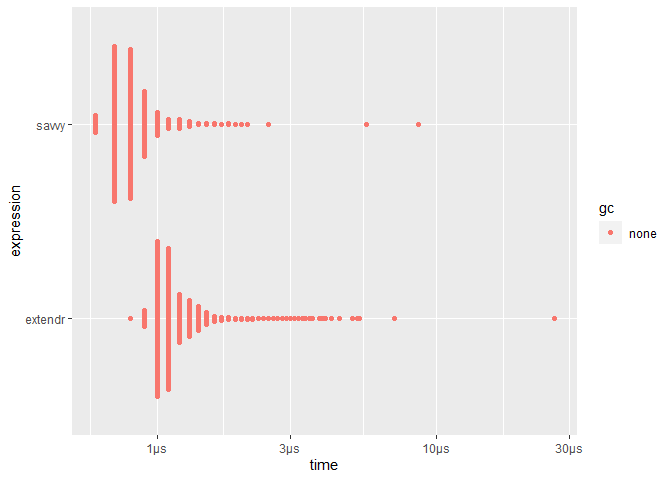 expression
savvy
extendr
1µs
3µs
10µs
30µs
time
gc
none